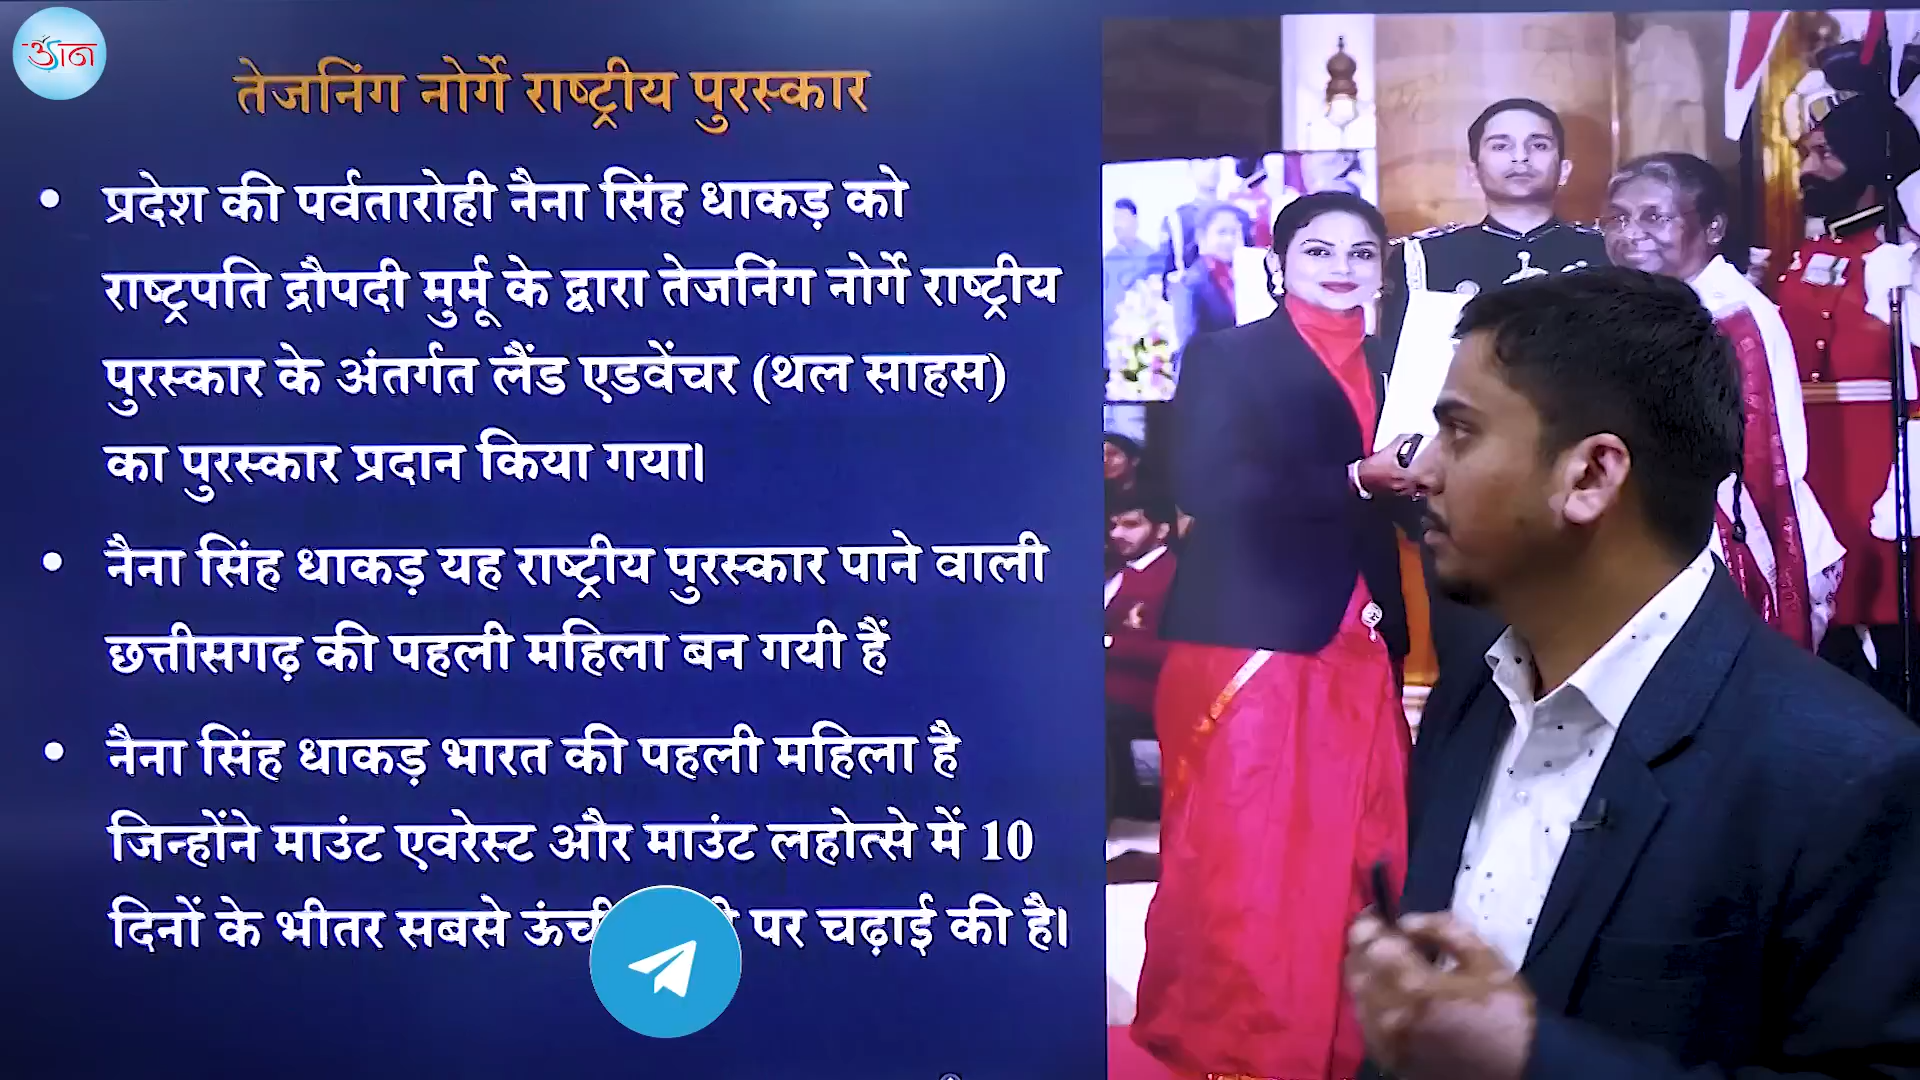 उड़ान
तेजनिंग नोर्गे राष्ट्रीय पुरस्कार
• प्रदेश की पर्वतारोही नैना सिंह धाकड़ को
राष्ट्रपति द्रौपदी मुर्मू के द्वारा तेजनिंग नोर्गे राष्ट्रीय
पुरस्कार के अंतर्गत लैंड एडवेंचर (थल साहस)
का पुरस्कार प्रदान किया गया।
• नैना सिंह धाकड़ यह राष्ट्रीय पुरस्कार पाने वाली
छत्तीसगढ़ की पहली महिला बन गयी हैं
• नैना सिंह धाकड़ भारत की पहली महिला है
जिन्होंने माउंट एवरेस्ट और माउंट लहोत्से में 10
दिनों के भीतर सबसे पर चढ़ाई की है।